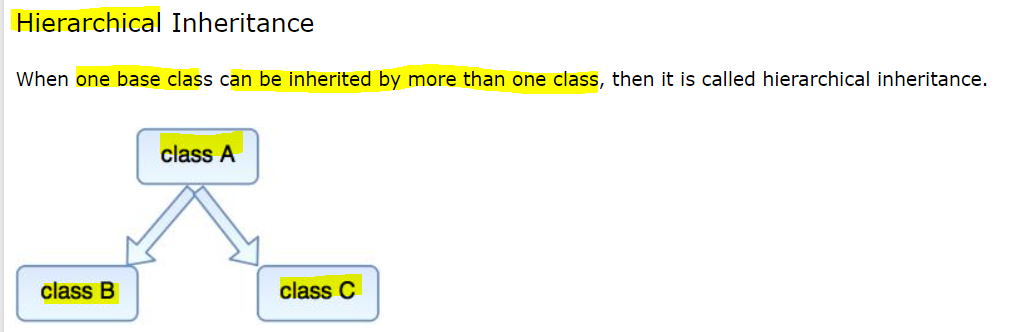 Hierarchical Inheritance
When one base class can be inherited by more than one class, then it is called hierarchical inheritance.
class A
class B
class C